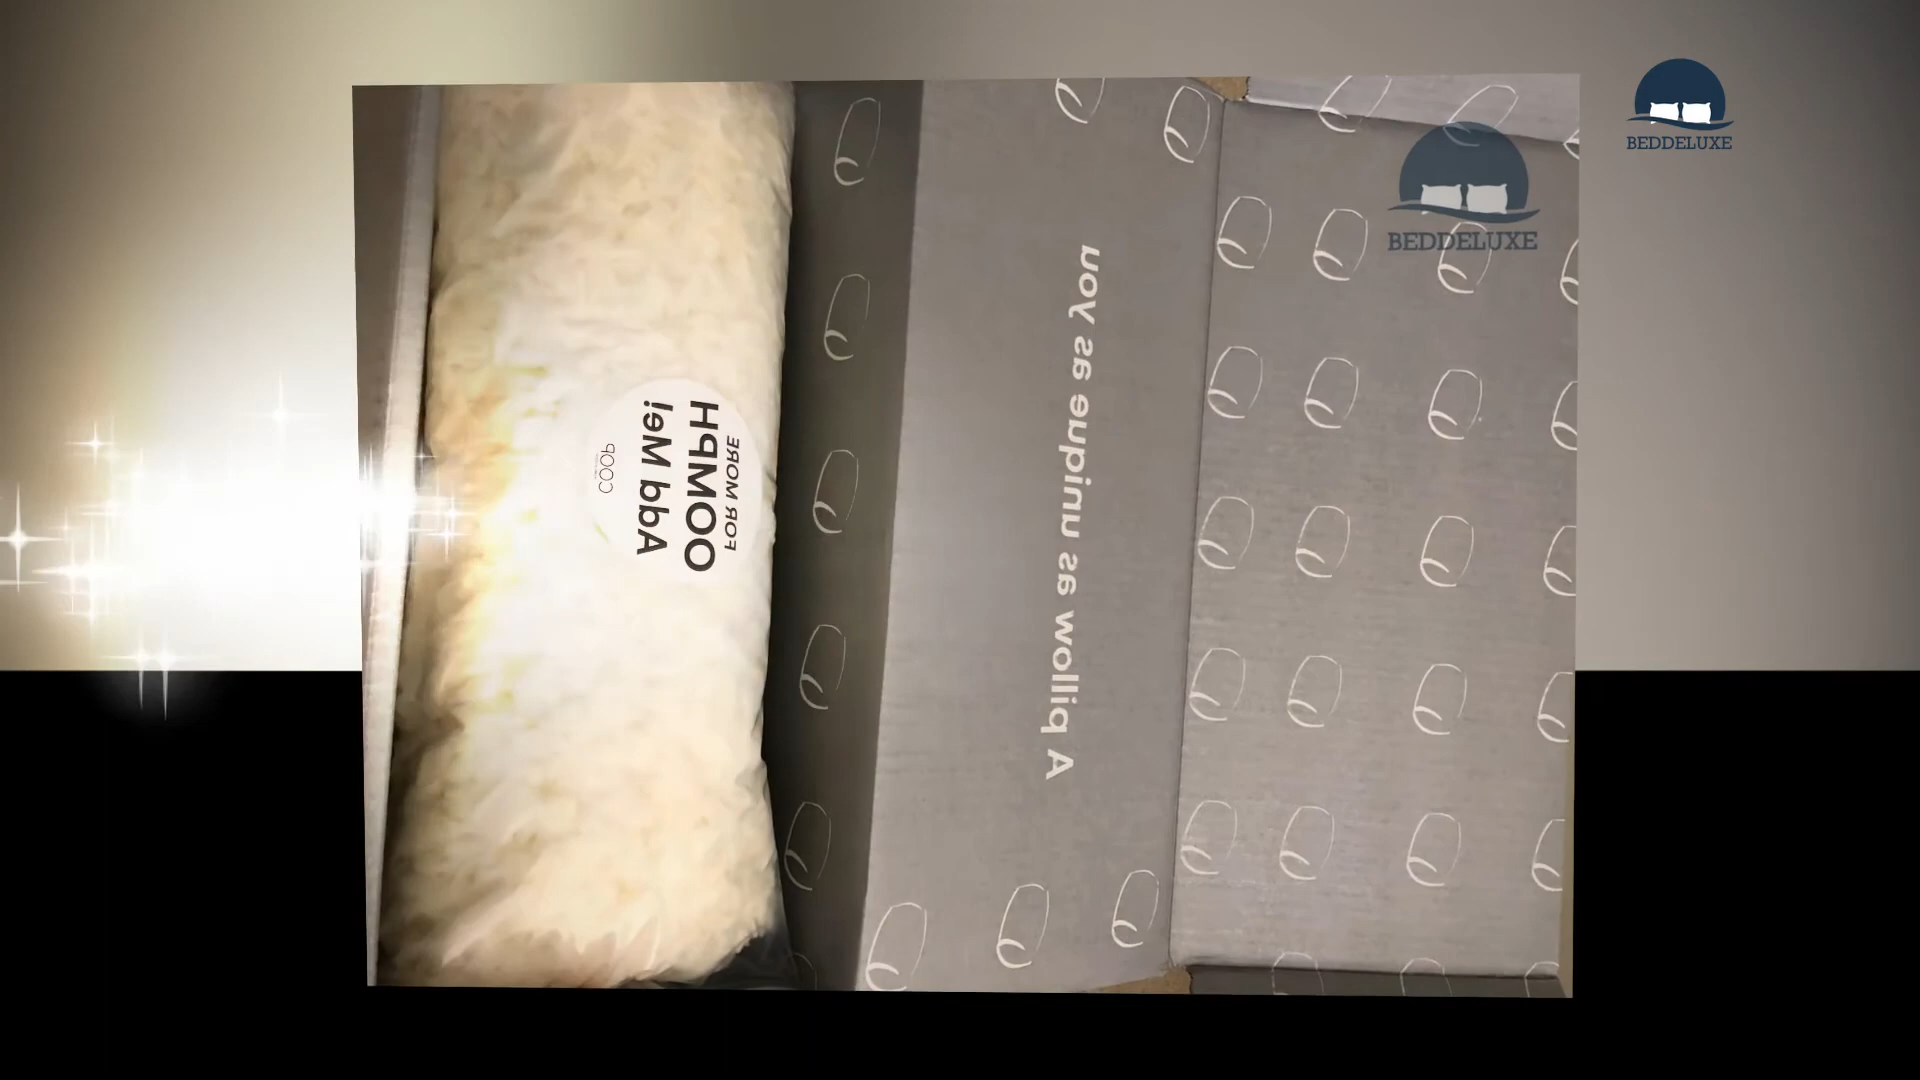 Add Me!
OOMPH
FOR MORE
COOP
A pillow as unique as you
BEDDELUXE
BEDDELUXE